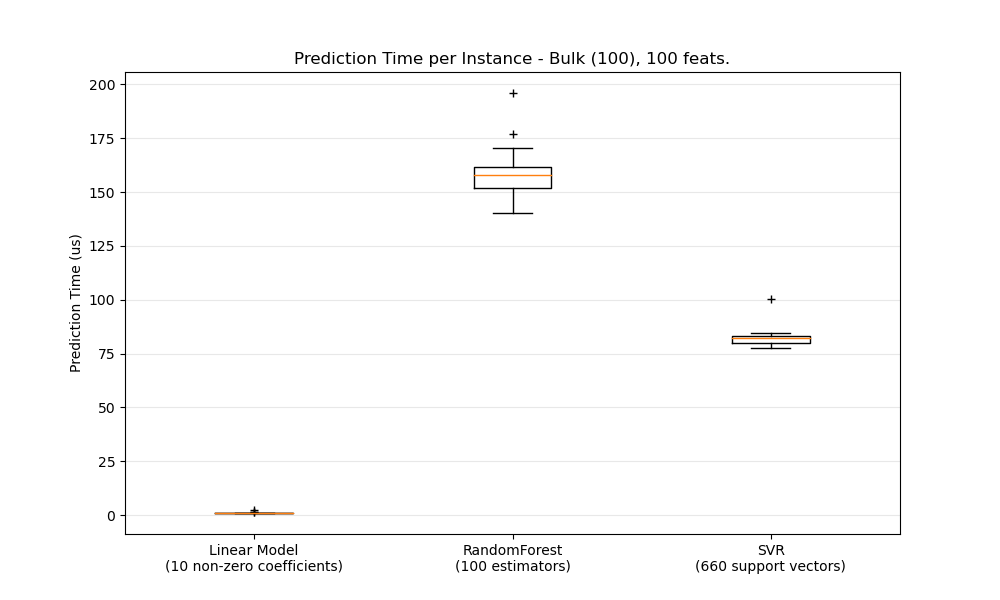 Prediction Time per Instance - Bulk (100), 100 feats.
200
175
150
125
100
75
50
25
0
Prediction Time (us)
Linear Model
(10 non-zero coefficients)
RandomForest
(100 estimators)
SVR
(660 support vectors)